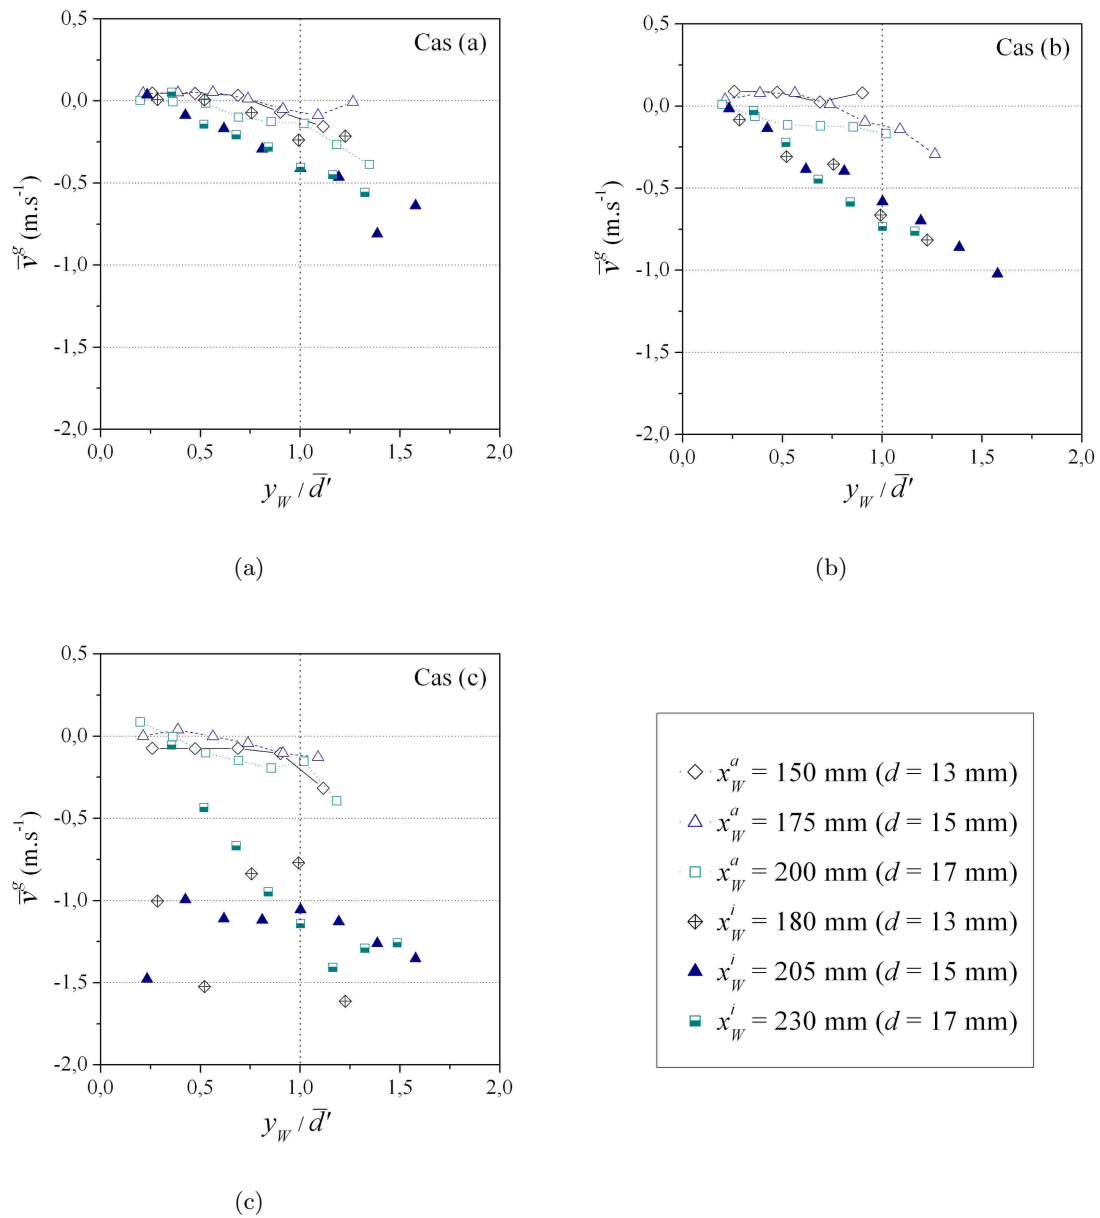 0,5
0,0
-0,5
-1,0
-1,5
-2,0
v̅ᵍ (m.s⁻¹)
Cas (a)
0,0 0,5 1,0 1,5 2,0
y_W / d̅'
(a)
0,5
0,0
-0,5
-1,0
-1,5
-2,0
v̅ᵍ (m.s⁻¹)
Cas (b)
0,0 0,5 1,0 1,5 2,0
y_W / d̅'
(b)
0,5
0,0
-0,5
-1,0
-1,5
-2,0
v̅ᵍ (m.s⁻¹)
Cas (c)
0,0 0,5 1,0 1,5 2,0
y_W / d̅'
(c)
x_W^a = 150 mm (d = 13 mm)
x_W^a = 175 mm (d = 15 mm)
x_W^a = 200 mm (d = 17 mm)
x_W^i = 180 mm (d = 13 mm)
x_W^i = 205 mm (d = 15 mm)
x_W^i = 230 mm (d = 17 mm)